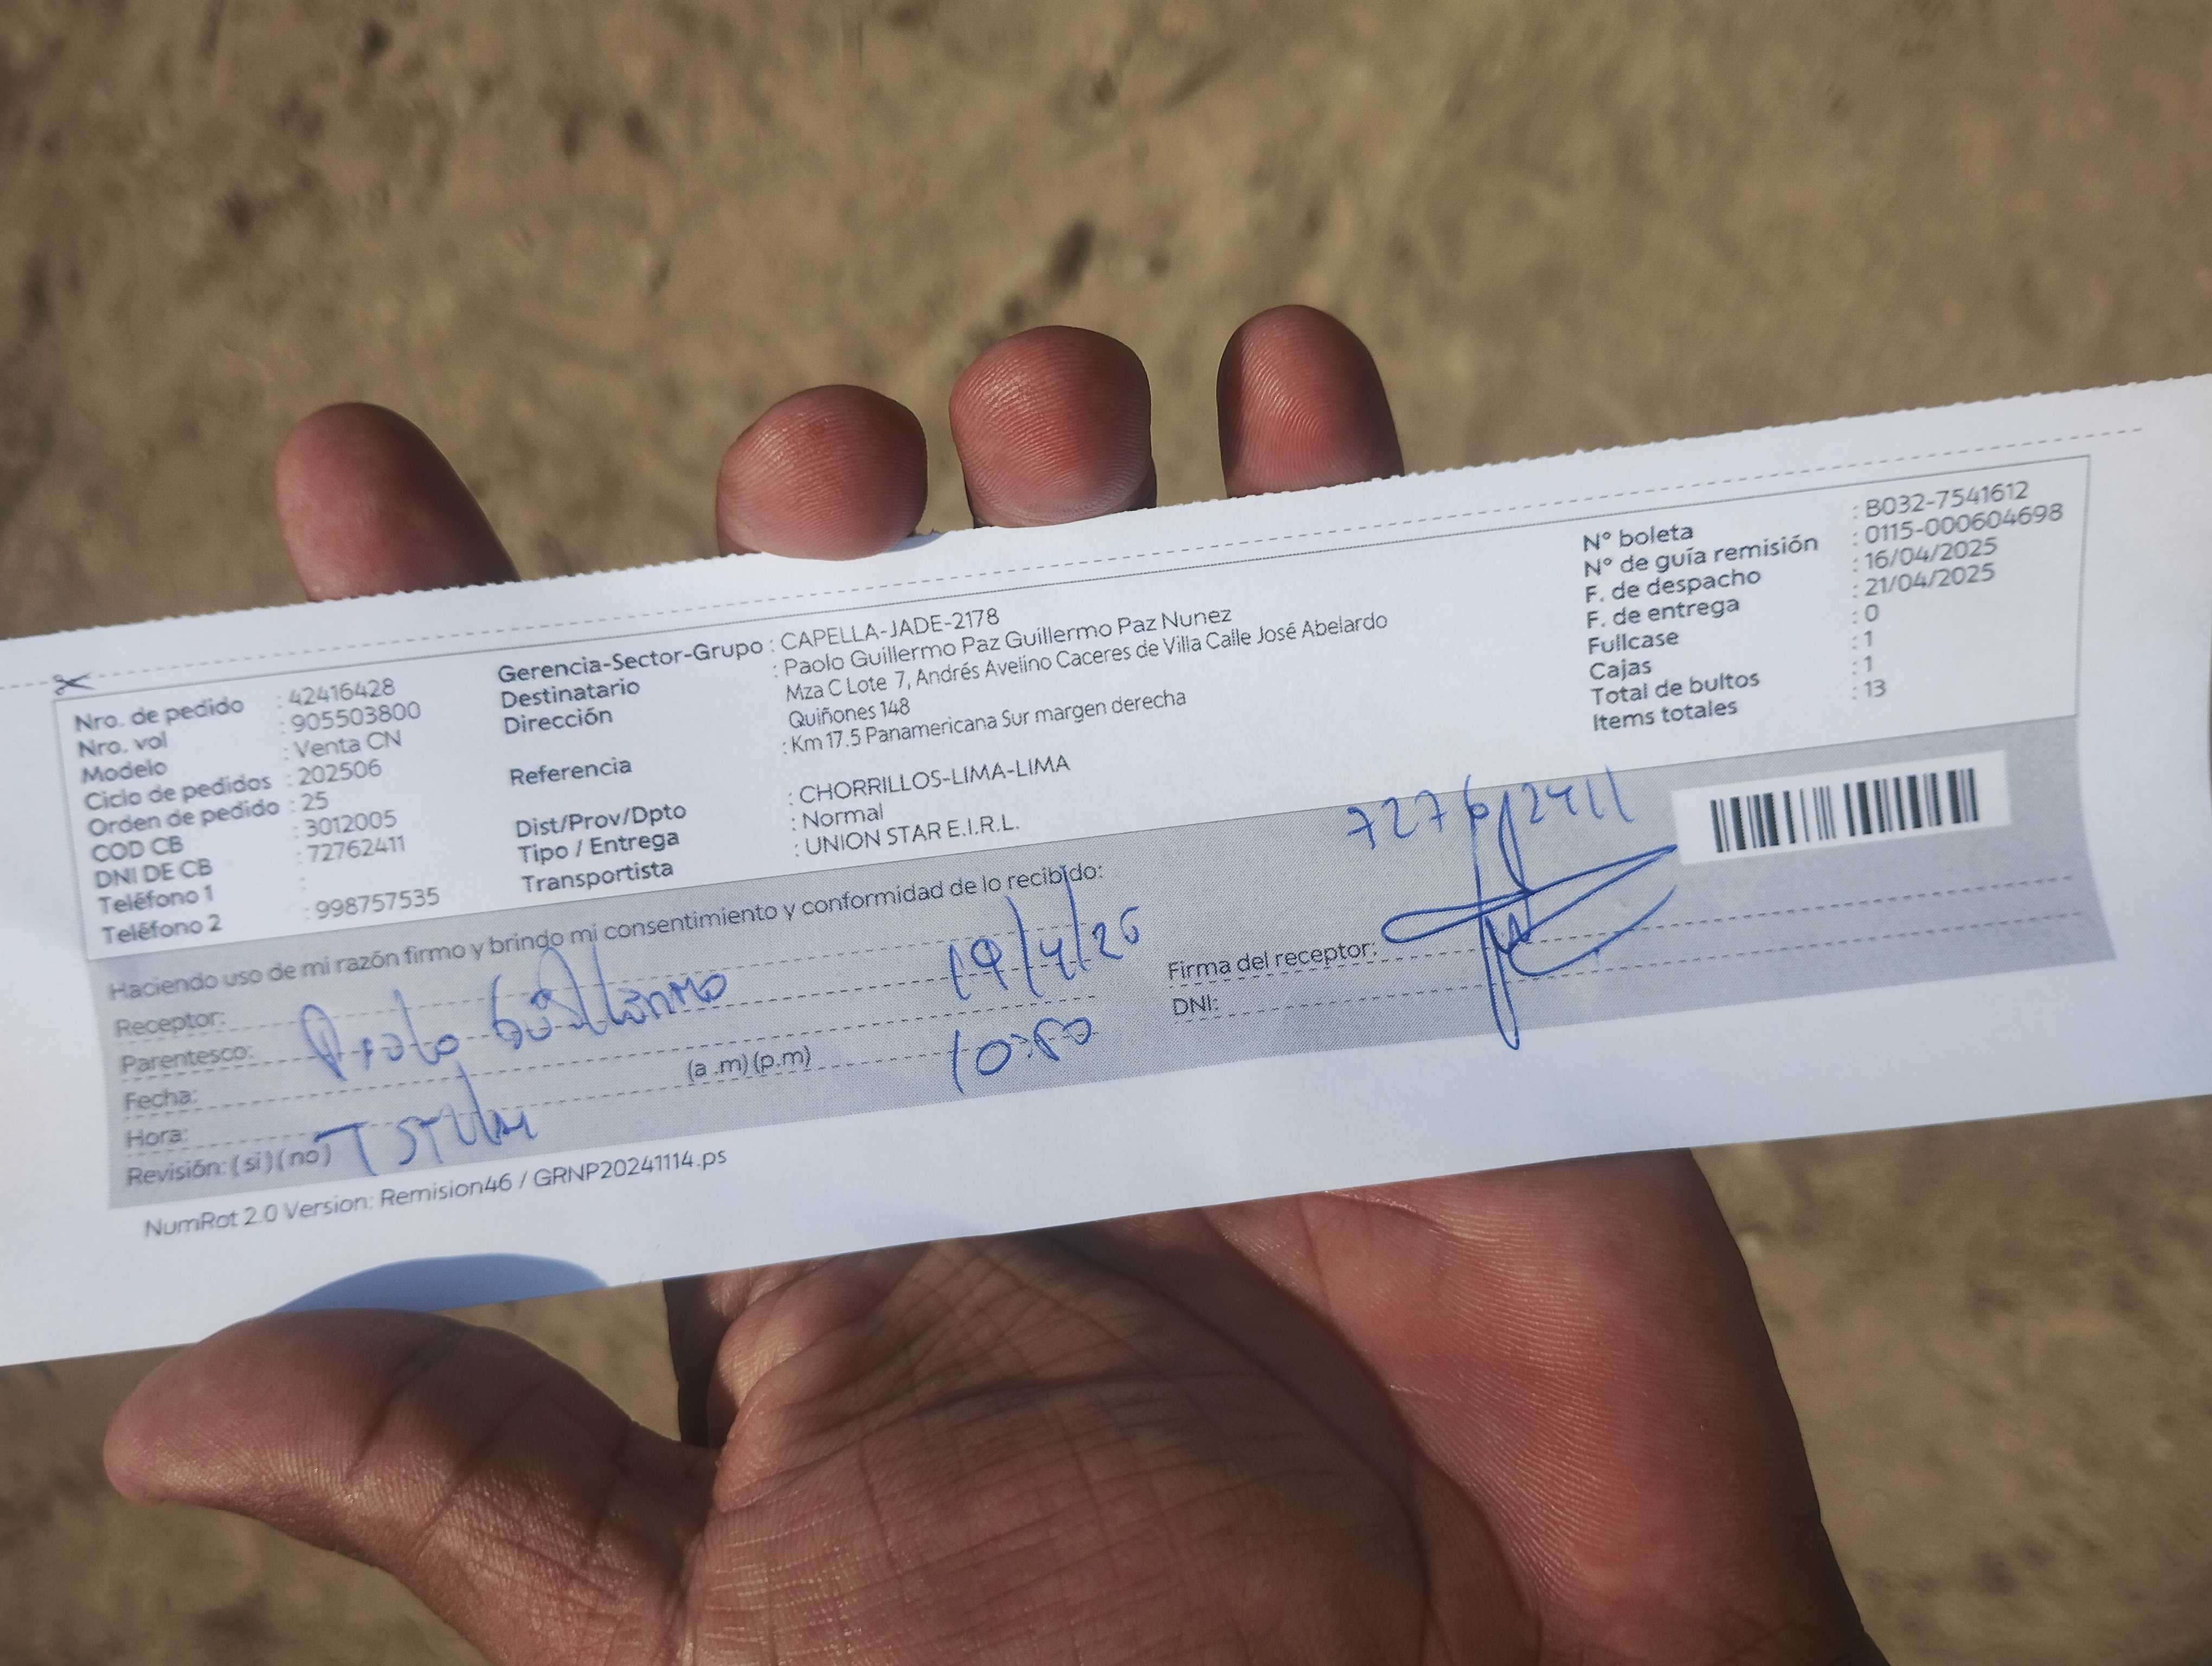 Nro. de pedido : 42416428
Nro. vol : 905503800
Modelo : Venta CN
Ciclo de pedidos : 202506
Orden de pedido : 25
COD CB : 3012005
DNI DE CB : 72762411
Teléfono 1 :
Teléfono 2 : 998757535
Gerencia-Sector-Grupo : CAPELLA-JADE-2178
Destinatario : Paolo Guillermo Paz Guillermo Paz Nunez
Dirección Mza C Lote 7, Andrés Avelino Caceres de Villa Calle José Abelardo
Quiñones 148
Referencia : Km 17.5 Panamericana Sur margen derecha
Dist/Prov/Dpto : CHORRILLOS-LIMA-LIMA
Tipo / Entrega : Normal
Transportista : UNION STAR E.I.R.L.
N° boleta : B032-7541612
N° de guía remisión : 0115-000604698
F. de despacho : 16/04/2025
F. de entrega : 21/04/2025
Fullcase : 0
Cajas : 1
Total de bultos : 1
Items totales : 13
Haciendo uso de mi razón firmo y brindo mi consentimiento y conformidad de lo recibido:
Receptor:
Parentesco: Paolo Guillermo
Fecha: 19/4/25
Hora: (a .m) (p.m) 10:50
Revisión: (si) (no) TITULAR
72762411
Firma del receptor:
DNI:
NumRot 2.0 Version: Remision46 / GRNP20241114.ps